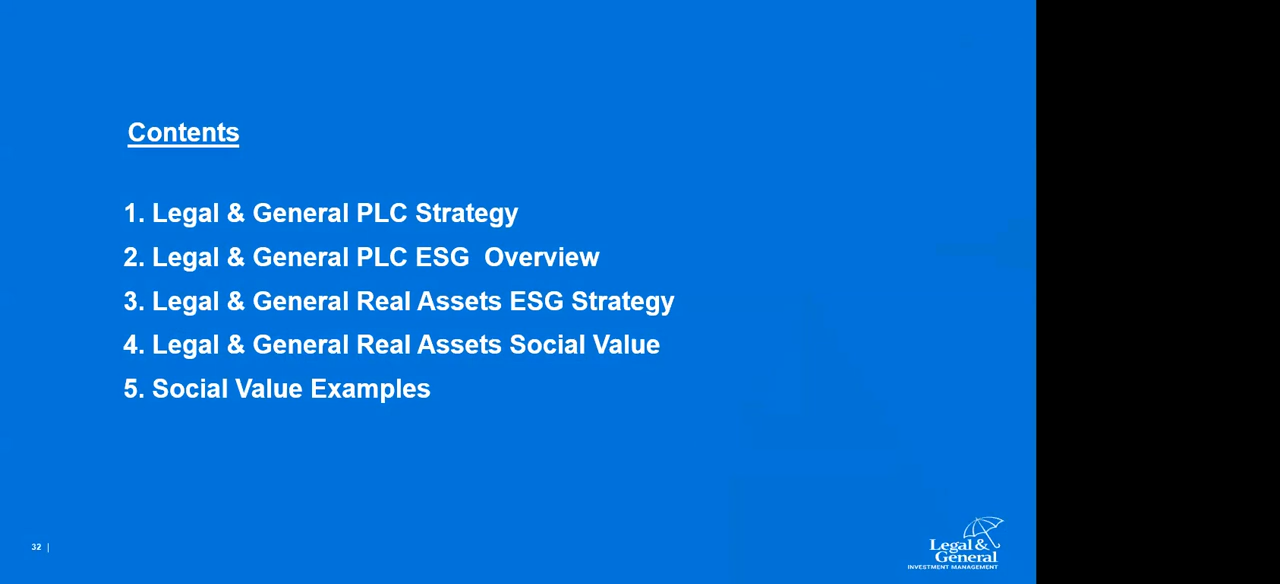 Contents
1. Legal & General PLC Strategy
2. Legal & General PLC ESG  Overview
3. Legal & General Real Assets ESG Strategy
4. Legal & General Real Assets Social Value
5. Social Value Examples
32 |
Legal &
General
INVESTMENT MANAGEMENT